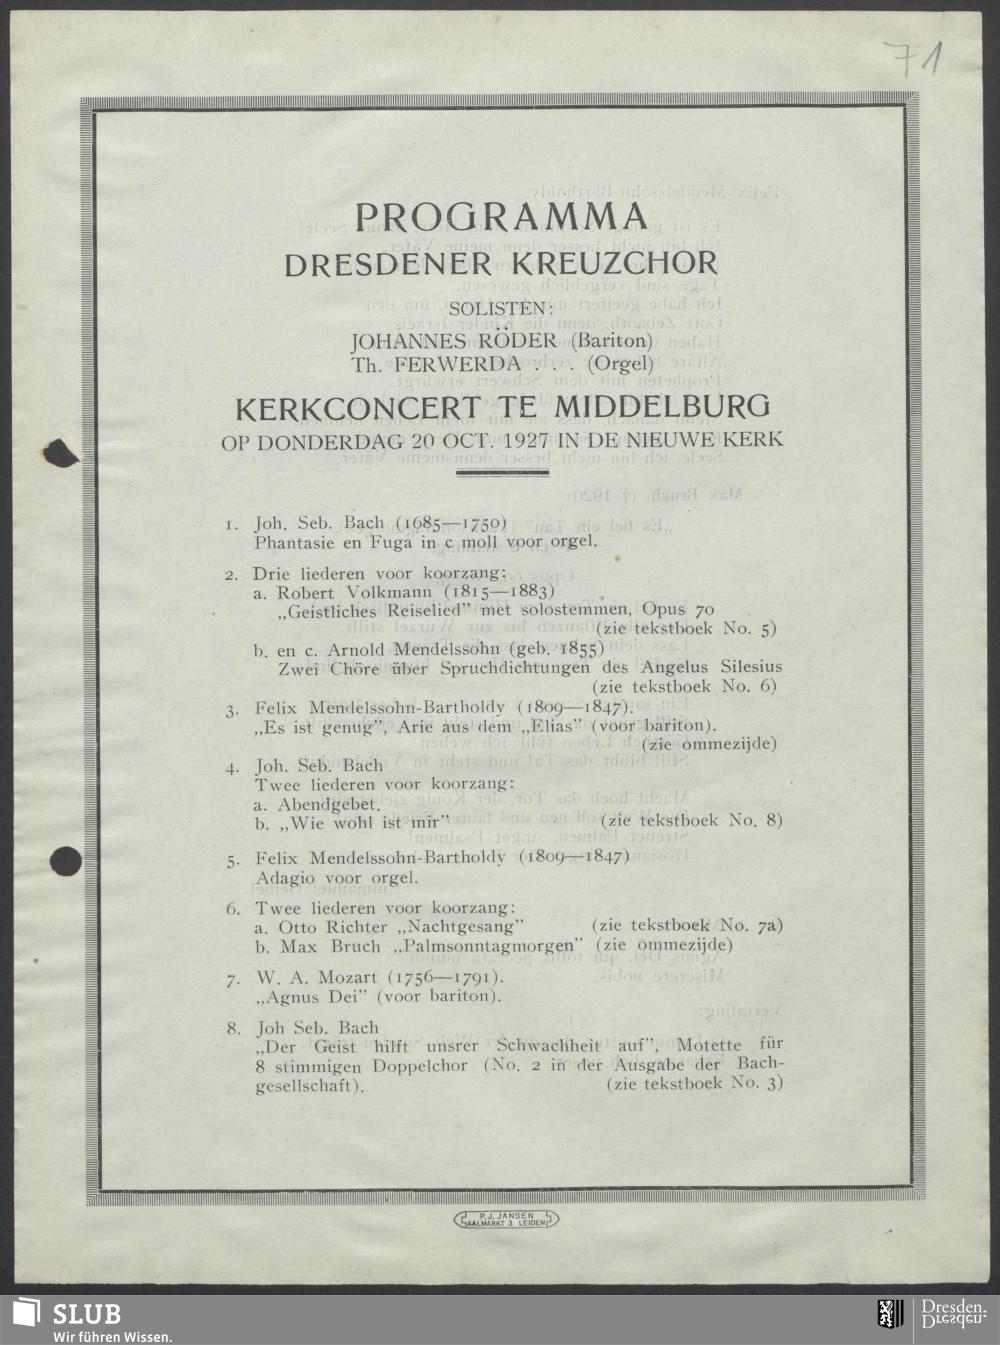 71
PROGRAMMA
DRESDENER KREUZCHOR
SOLISTEN:
JOHANNES RÖDER (Bariton)
Th. FERWERDA . . . (Orgel)
KERKCONCERT TE MIDDELBURG
OP DONDERDAG 20 OCT. 1927 IN DE NIEUWE KERK
1. Joh. Seb. Bach (1685—1750)
Phantasie en Fuga in c moll voor orgel.
2. Drie liederen voor koorzang:
a. Robert Volkmann (1815—1883)
„Geistliches Reiselied” met solostemmen, Opus 70
(zie tekstboek No. 5)
b. en c. Arnold Mendelssohn (geb. 1855)
Zwei Chöre über Spruchdichtungen des Angelus Silesius
(zie tekstboek No. 6)
3. Felix Mendelssohn-Bartholdy (1809—1847).
„Es ist genug”, Arie aus dem „Elias” (voor bariton).
(zie ommezijde)
4. Joh. Seb. Bach
Twee liederen voor koorzang:
a. Abendgebet.
b. „Wie wohl ist mir” (zie tekstboek No. 8)
5. Felix Mendelssohn-Bartholdy (1809—1847)
Adagio voor orgel.
6. Twee liederen voor koorzang:
a. Otto Richter „Nachtgesang” (zie tekstboek No. 7a)
b. Max Bruch „Palmsonntagmorgen” (zie ommezijde)
7. W. A. Mozart (1756—1791).
„Agnus Dei” (voor bariton).
8. Joh Seb. Bach
„Der Geist hilft unsrer Schwachheit auf”, Motette für
8 stimmigen Doppelchor (No. 2 in der Ausgabe der Bach-
gesellschaft). (zie tekstboek No. 3)
P. J. JANSEN
AALMARKT 3 LEIDEN
SLUB
Wir führen Wissen.
Dresden.
Dresden.